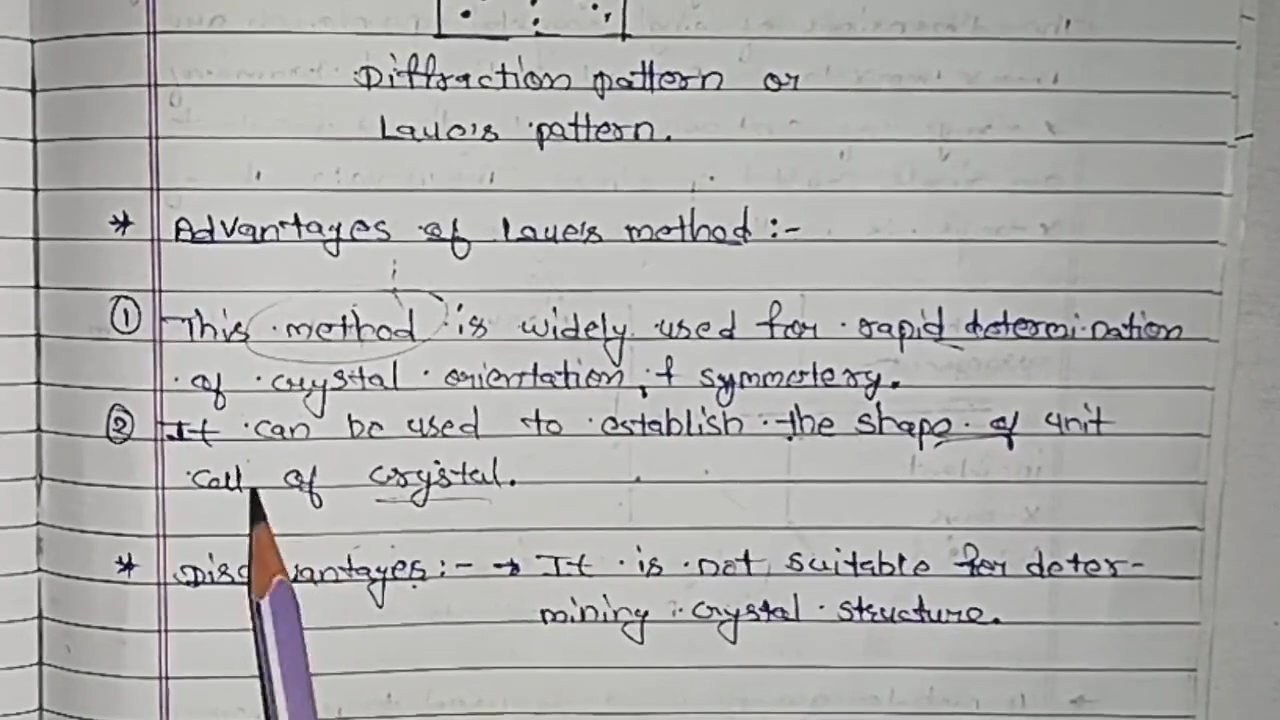 Diffraction pattern or
Laue's pattern.
* Advantages of Laue's method :-
① This method is widely used for rapid determination
of crystal orientation & symmetery.
② It can be used to establish the shape of unit
cell of crystal.
* Disadvantages :- → It is not suitable for deter-
mining crystal structure.